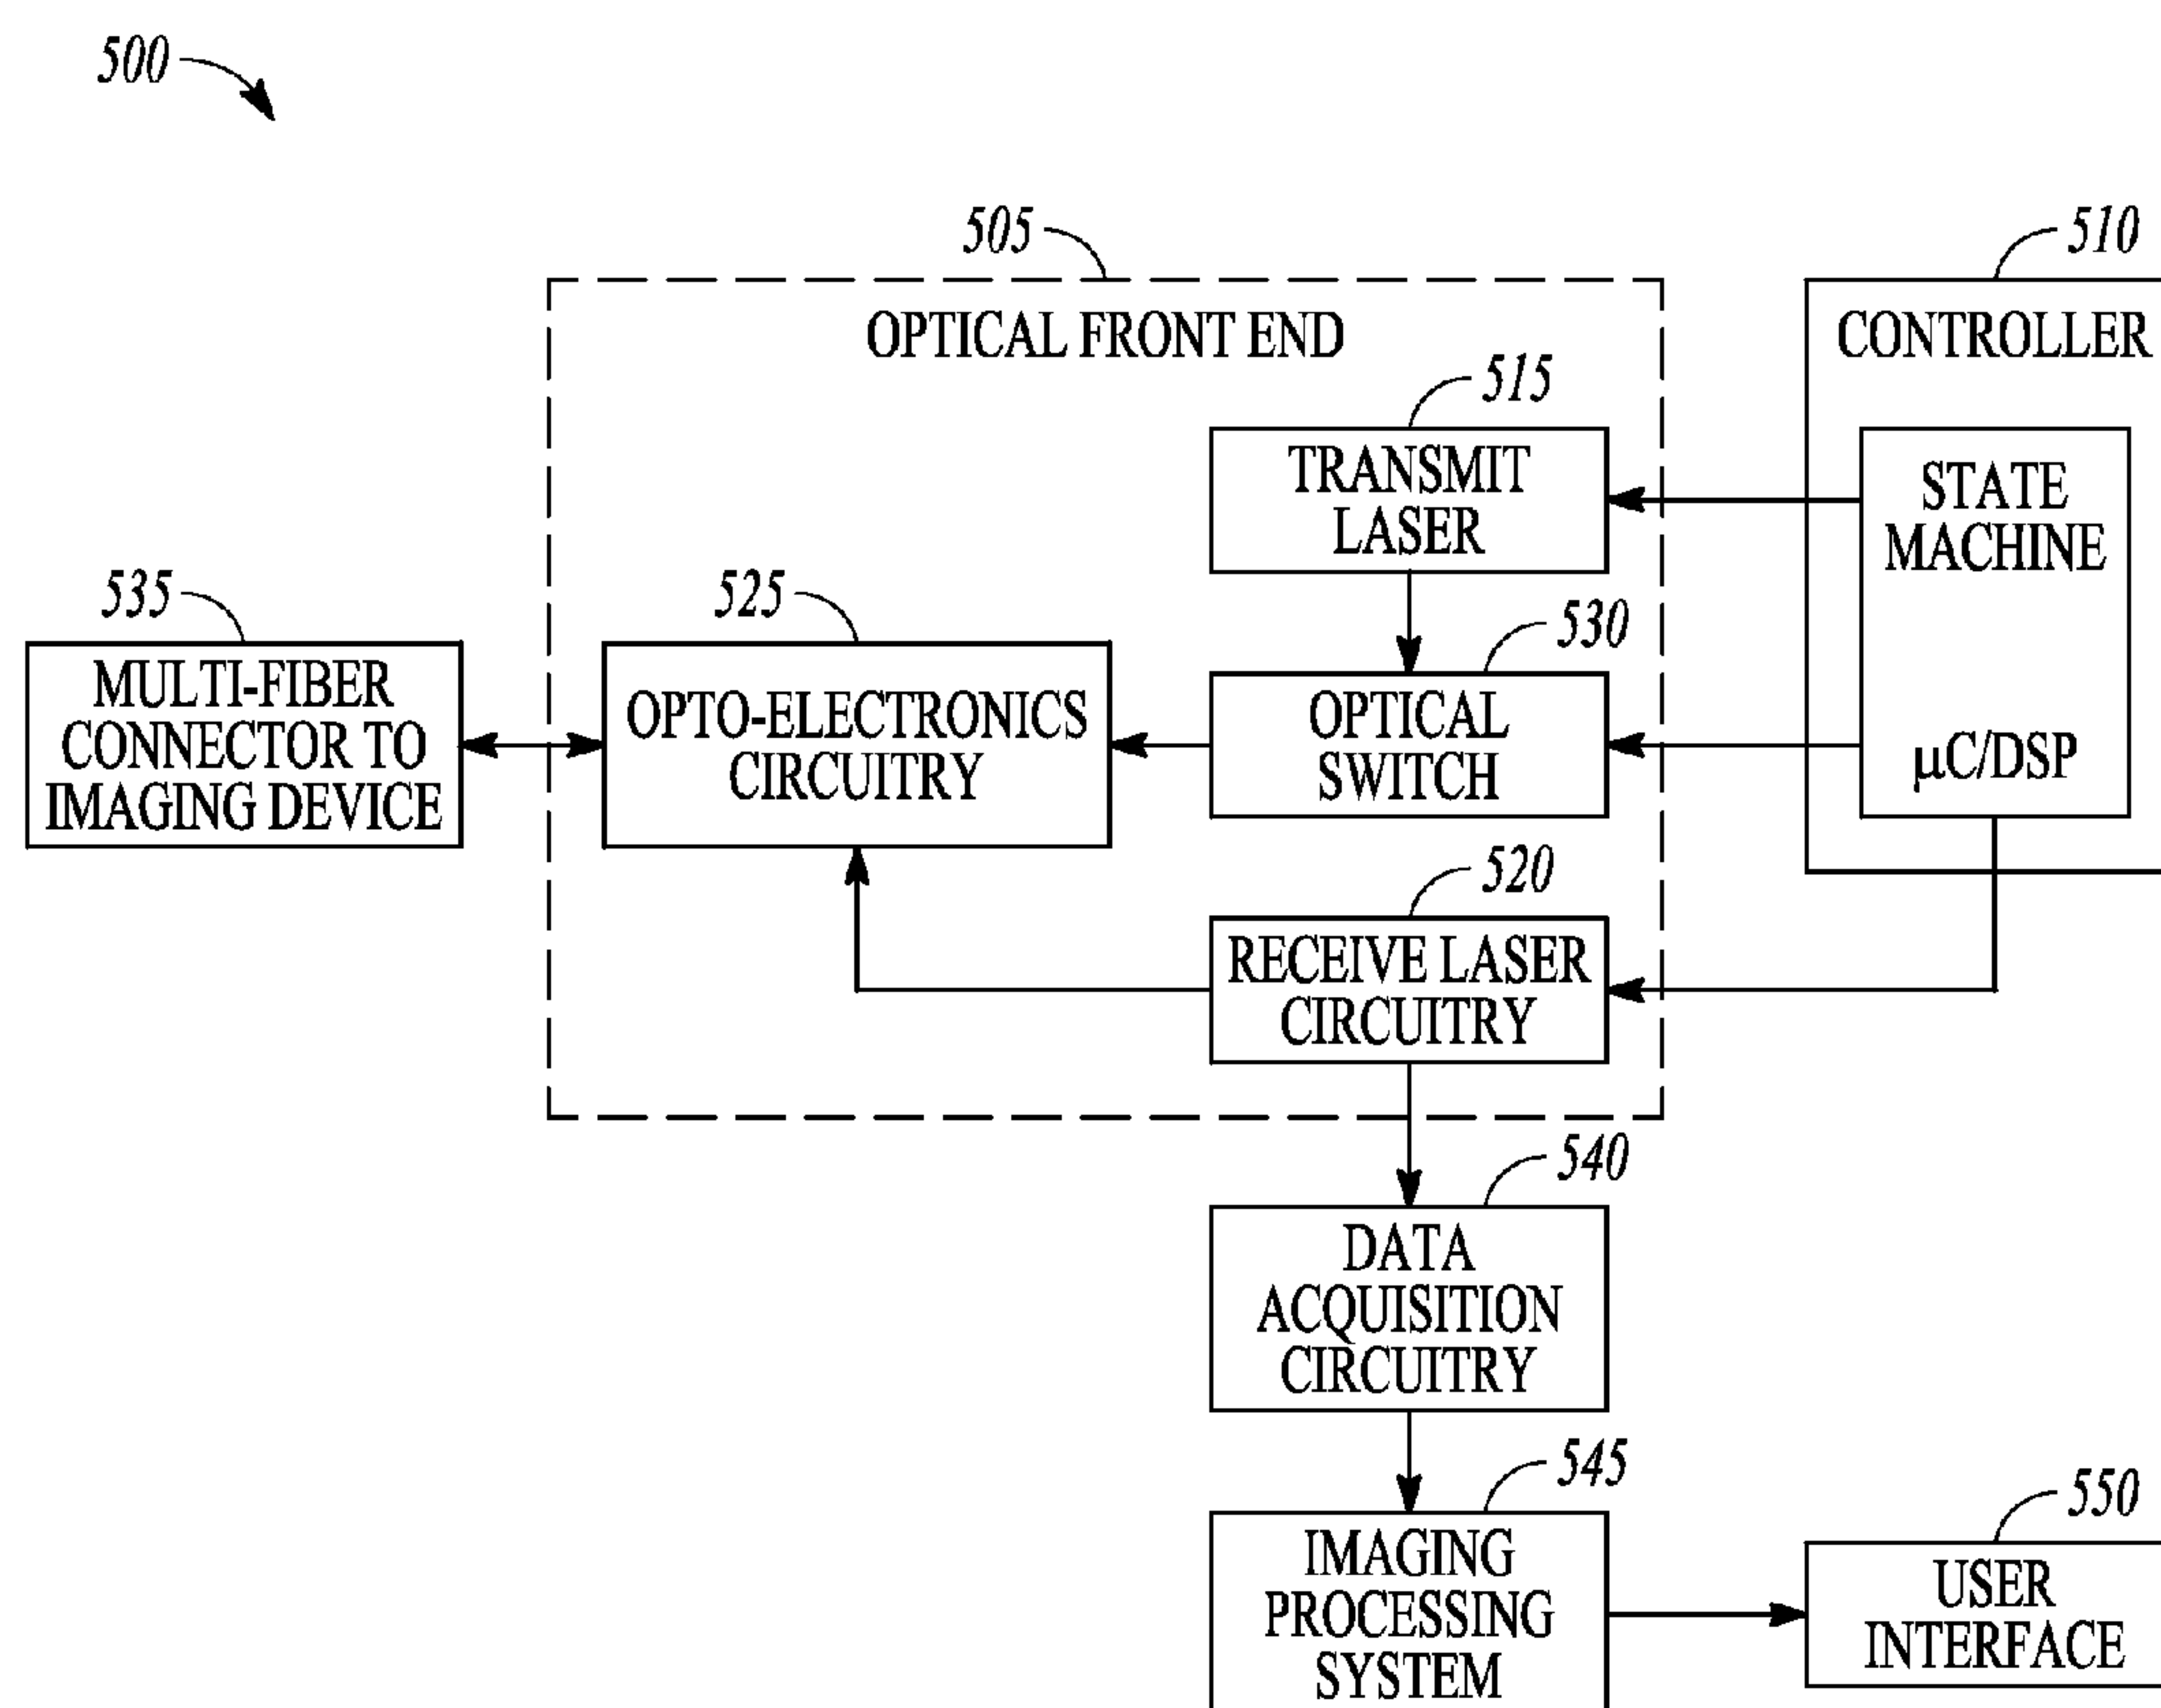 500
505
510
OPTICAL FRONT END
CONTROLLER
515
TRANSMIT
LASER
STATE
MACHINE
535
525
530
MULTI-FIBER
CONNECTOR TO
IMAGING DEVICE
OPTO-ELECTRONICS
CIRCUITRY
OPTICAL
SWITCH
µC/DSP
520
RECEIVE LASER
CIRCUITRY
540
DATA
ACQUISITION
CIRCUITRY
545
550
IMAGING
PROCESSING
SYSTEM
USER
INTERFACE